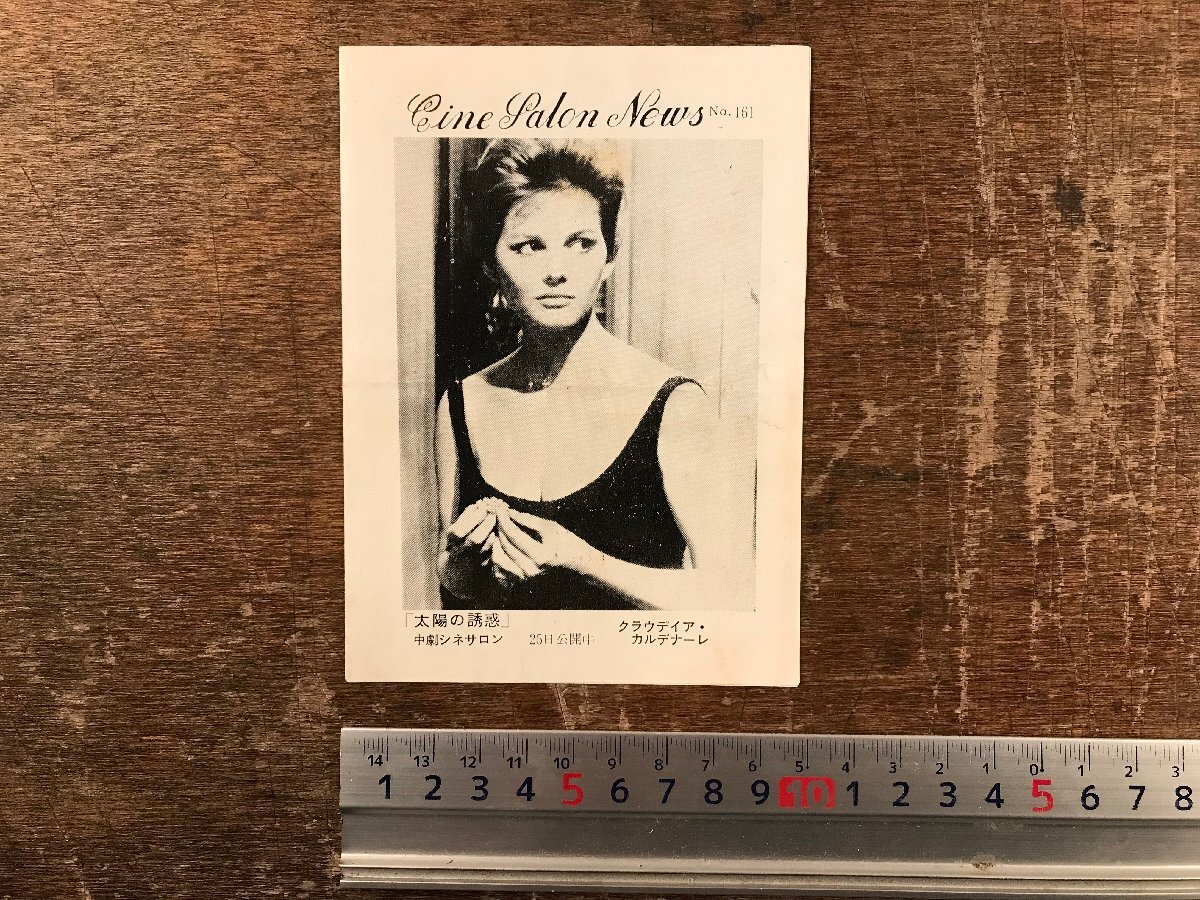 Cine Salon News No. 161
「太陽の誘惑」
中劇シネサロン 25日公開中
クラウデイア・
カルデナーレ
14 13 12 11 10 9 8 7 6 5 4 3 2 1 0 1 2 3
1 2 3 4 5 6 7 8 9 10 1 2 3 4 5 6 7 8